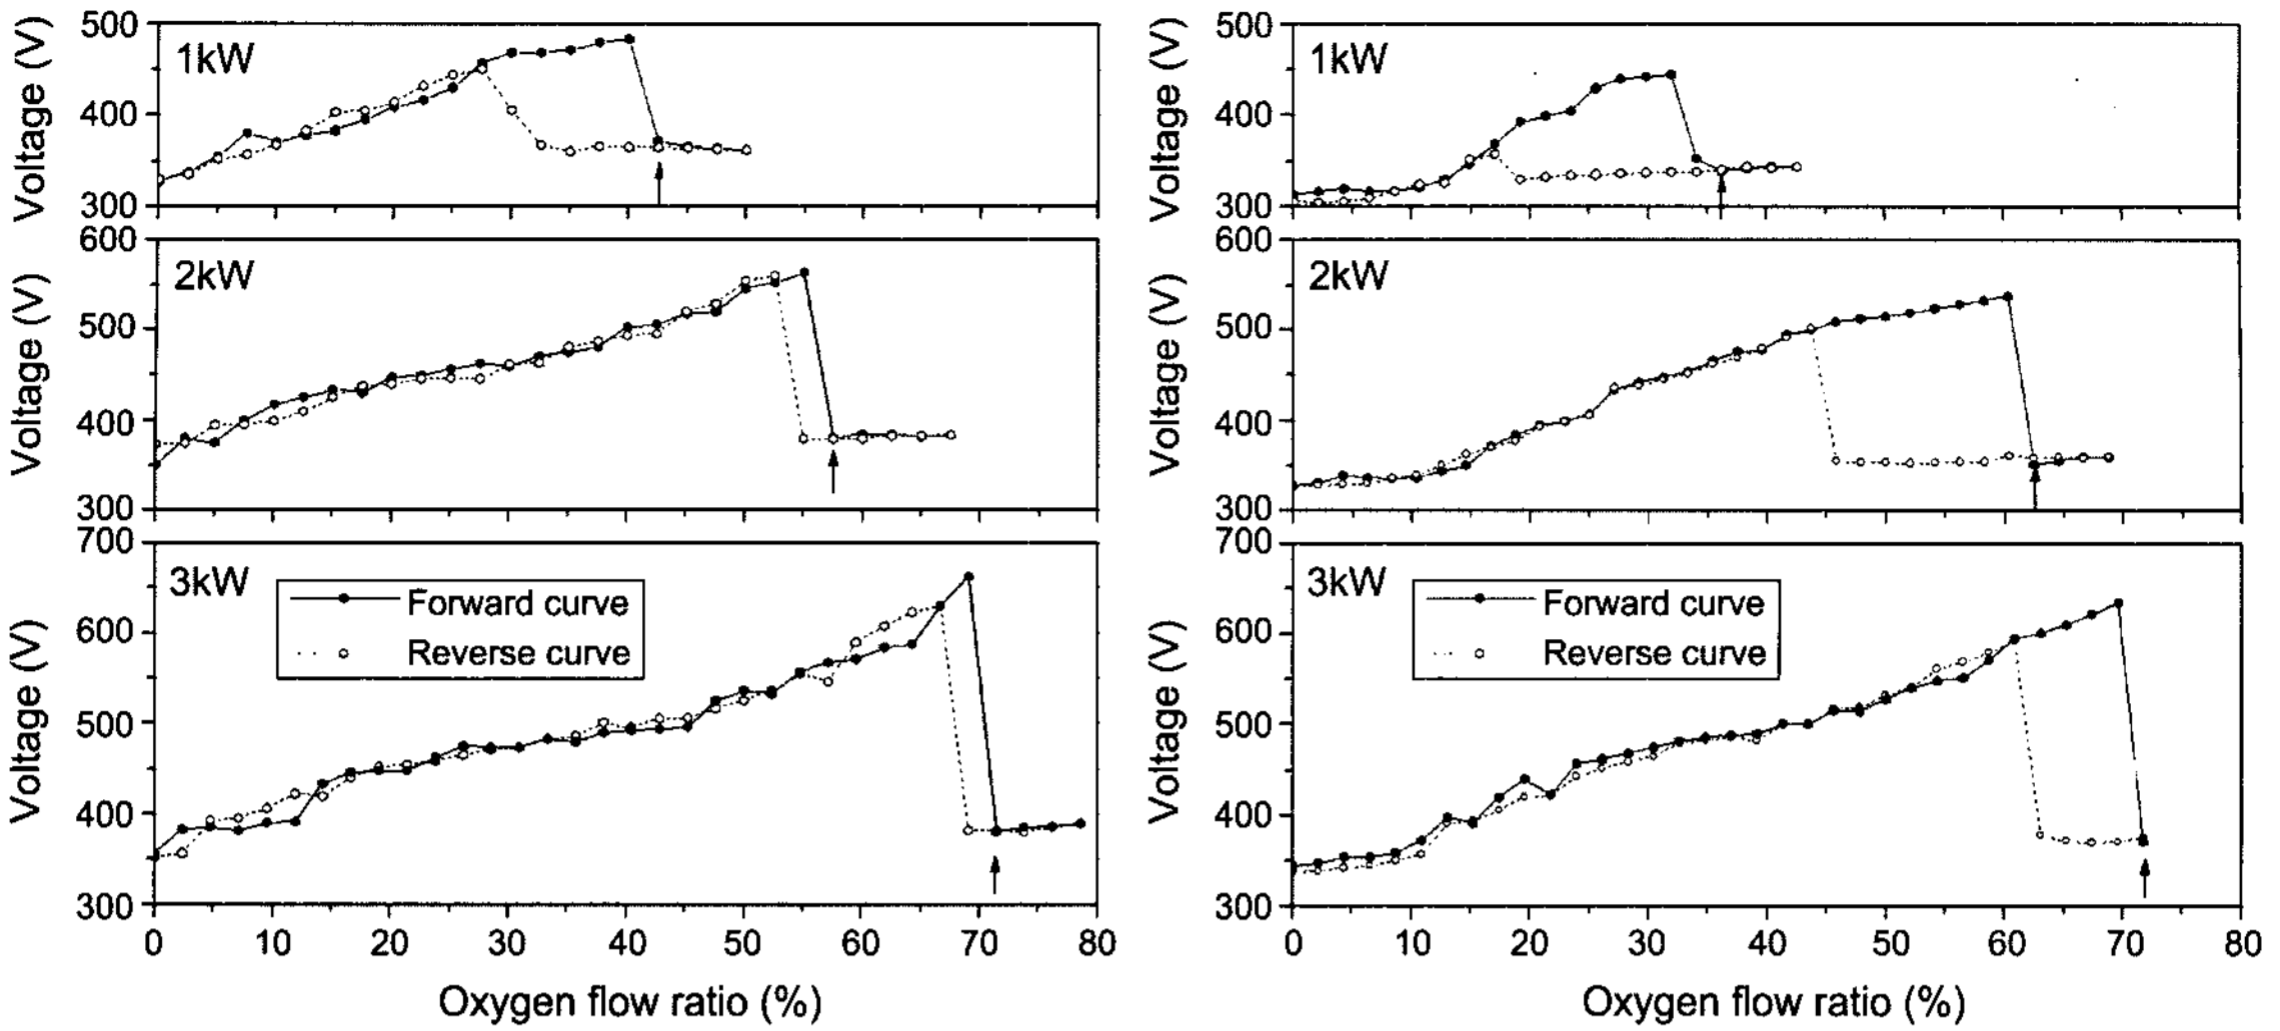 Voltage (V)
500
400
300
1kW
Voltage (V)
600
500
400
300
2kW
Voltage (V)
700
600
500
400
300
3kW
Forward curve
Reverse curve
0 10 20 30 40 50 60 70 80
Oxygen flow ratio (%)
Voltage (V)
500
400
300
1kW
Voltage (V)
600
500
400
300
2kW
Voltage (V)
700
600
500
400
300
3kW
Forward curve
Reverse curve
0 10 20 30 40 50 60 70 80
Oxygen flow ratio (%)